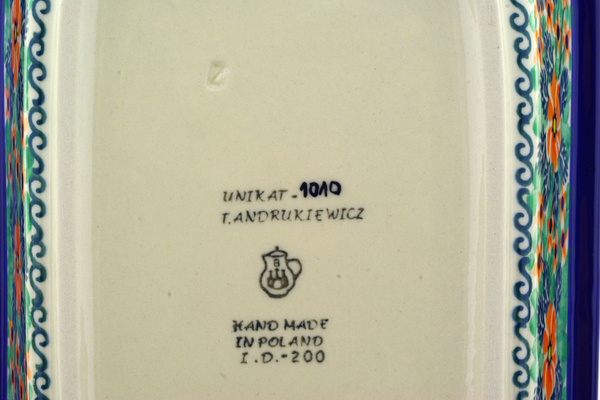 UNIKAT-1010
T.ANDRUKIEWICZ
B
HAND MADE
IN POLAND
I.D.-200